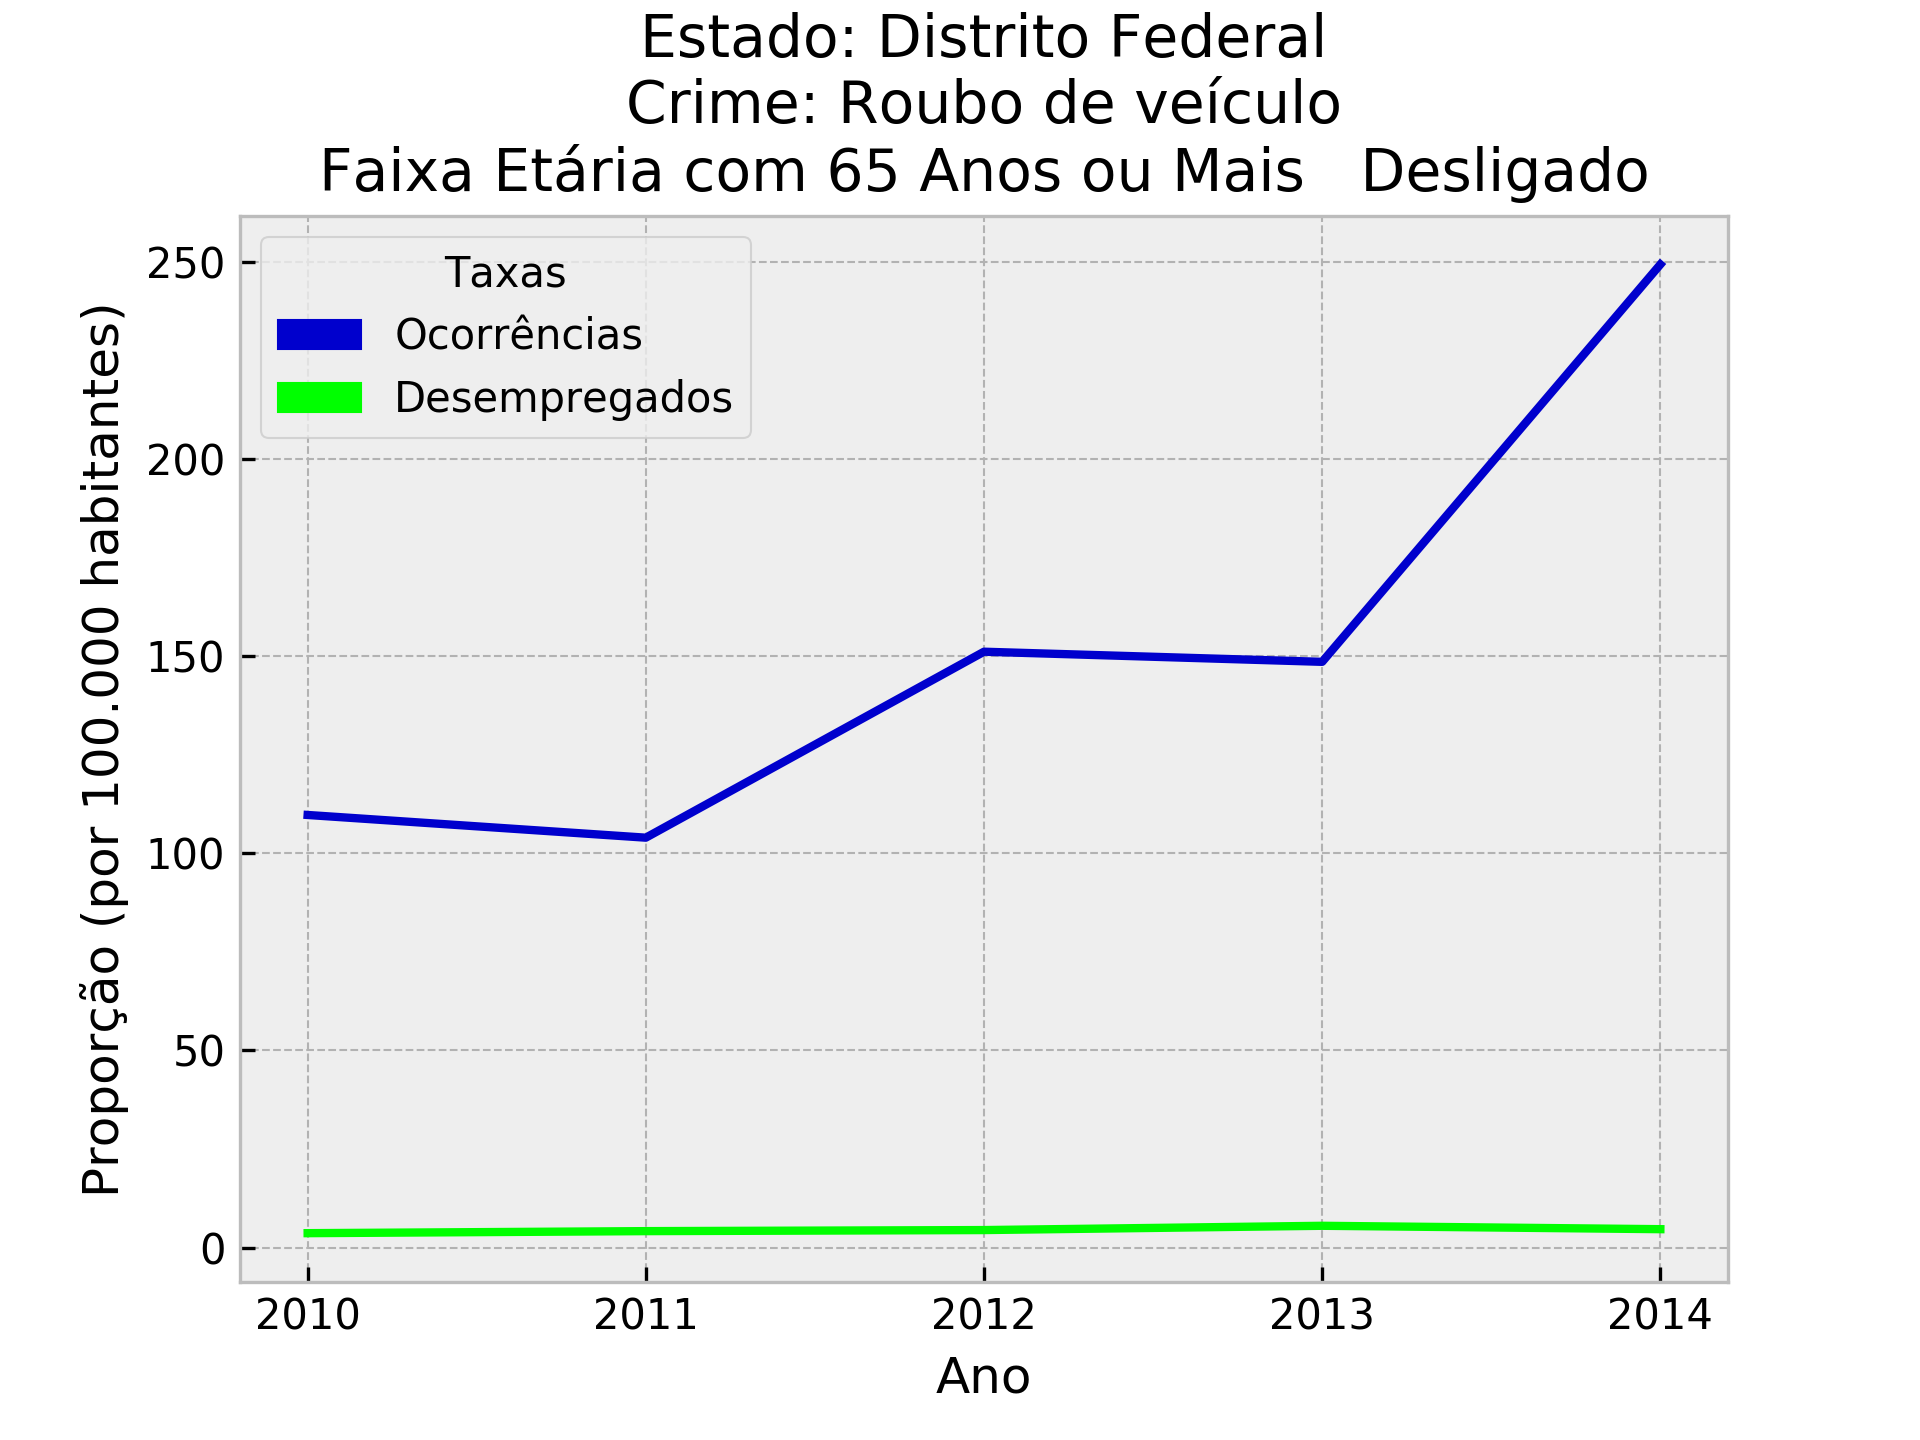 Estado: Distrito Federal
Crime: Roubo de veículo
Faixa Etária com 65 Anos ou Mais   Desligado
Taxas
Ocorrências
Desempregados
Proporção (por 100.000 habitantes)
250
200
150
100
50
0
2010 2011 2012 2013 2014
Ano